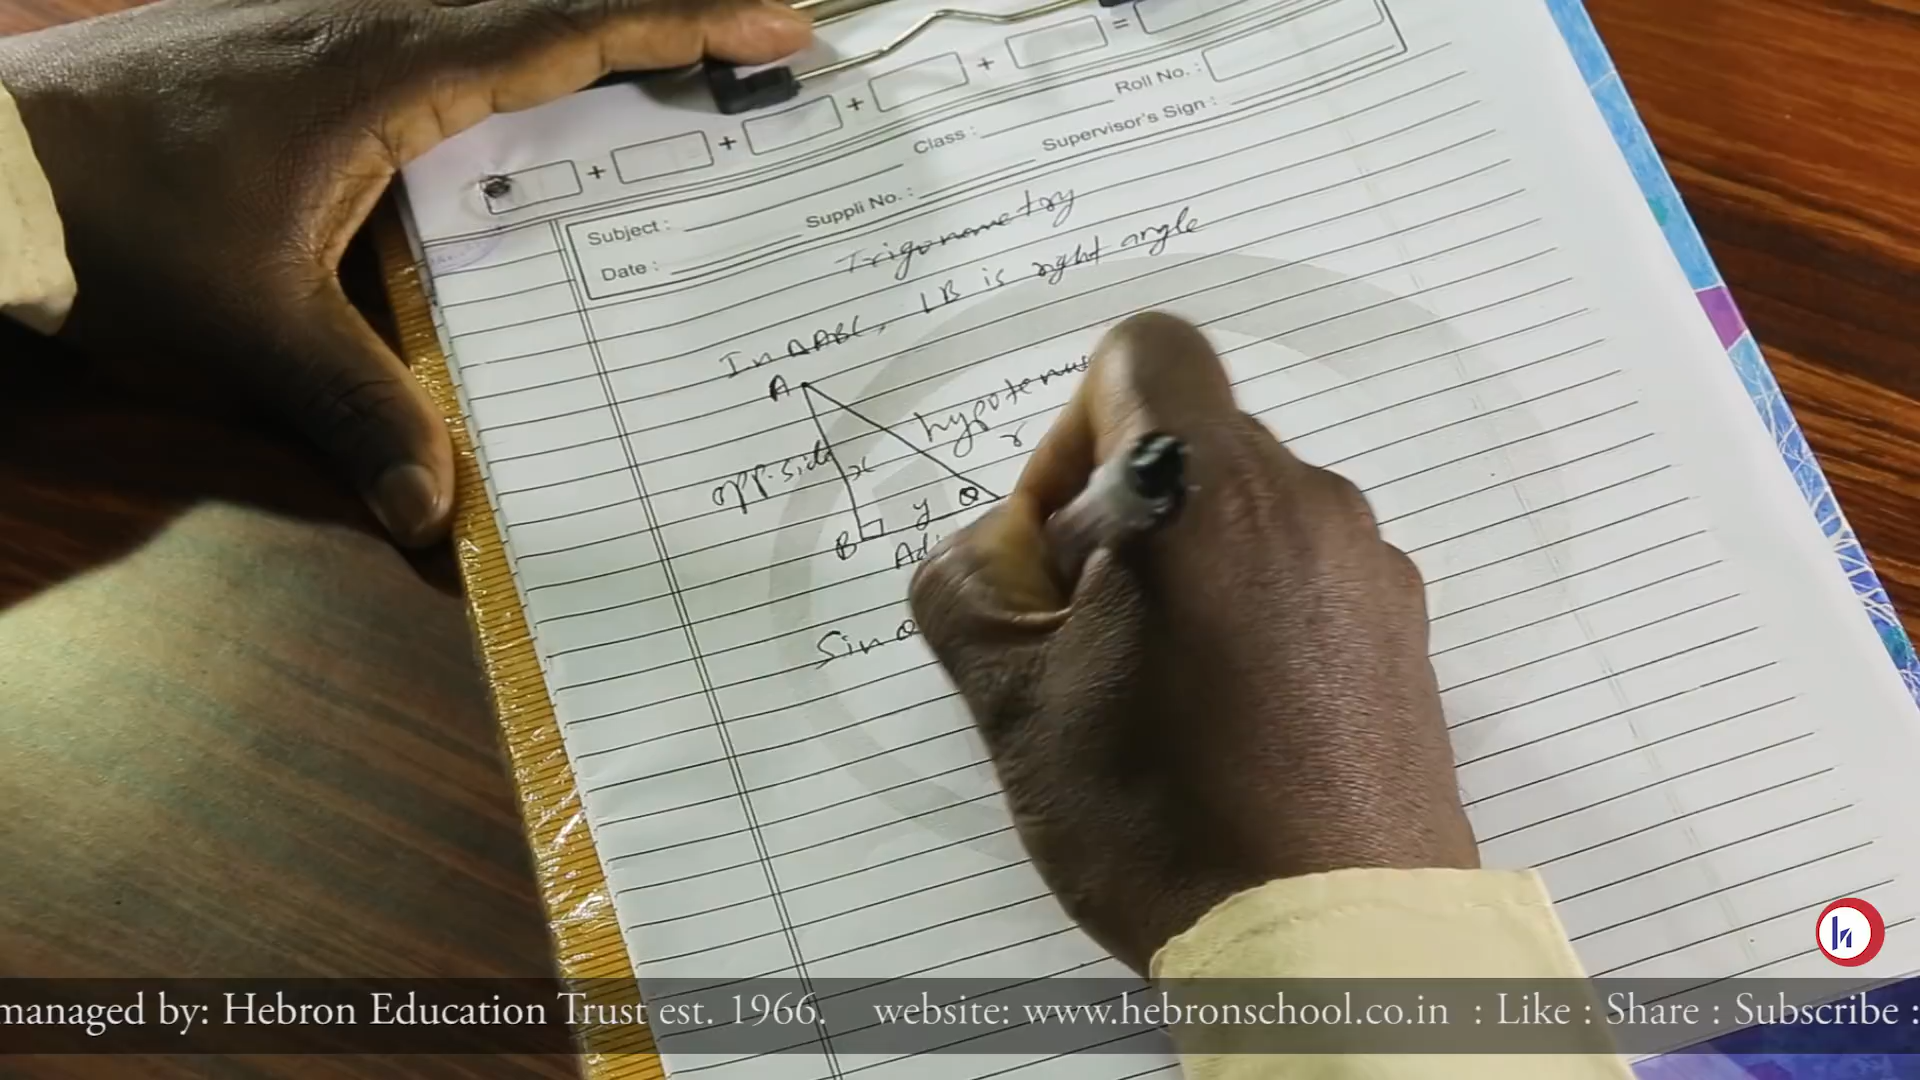 + + + + =
Class : Roll No. :
Subject : Suppli No. : Supervisor's Sign :
Date :
Trigonometry
In ΔABC, ∠B is right angle
A
hypotenus
r
opp. side x
y θ
B
Sin θ
managed by: Hebron Education Trust est. 1966. website: www.hebronschool.co.in : Like : Share : Subscribe :